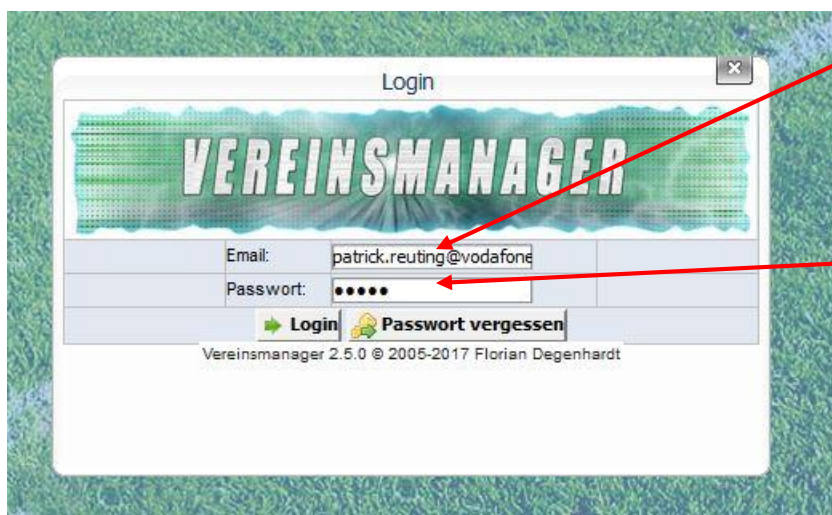 Login
VEREINSMANAGER
Email: patrick.reuting@vodafone
Passwort: •••••
Login Passwort vergessen
Vereinsmanager 2.5.0 © 2005-2017 Florian Degenhardt